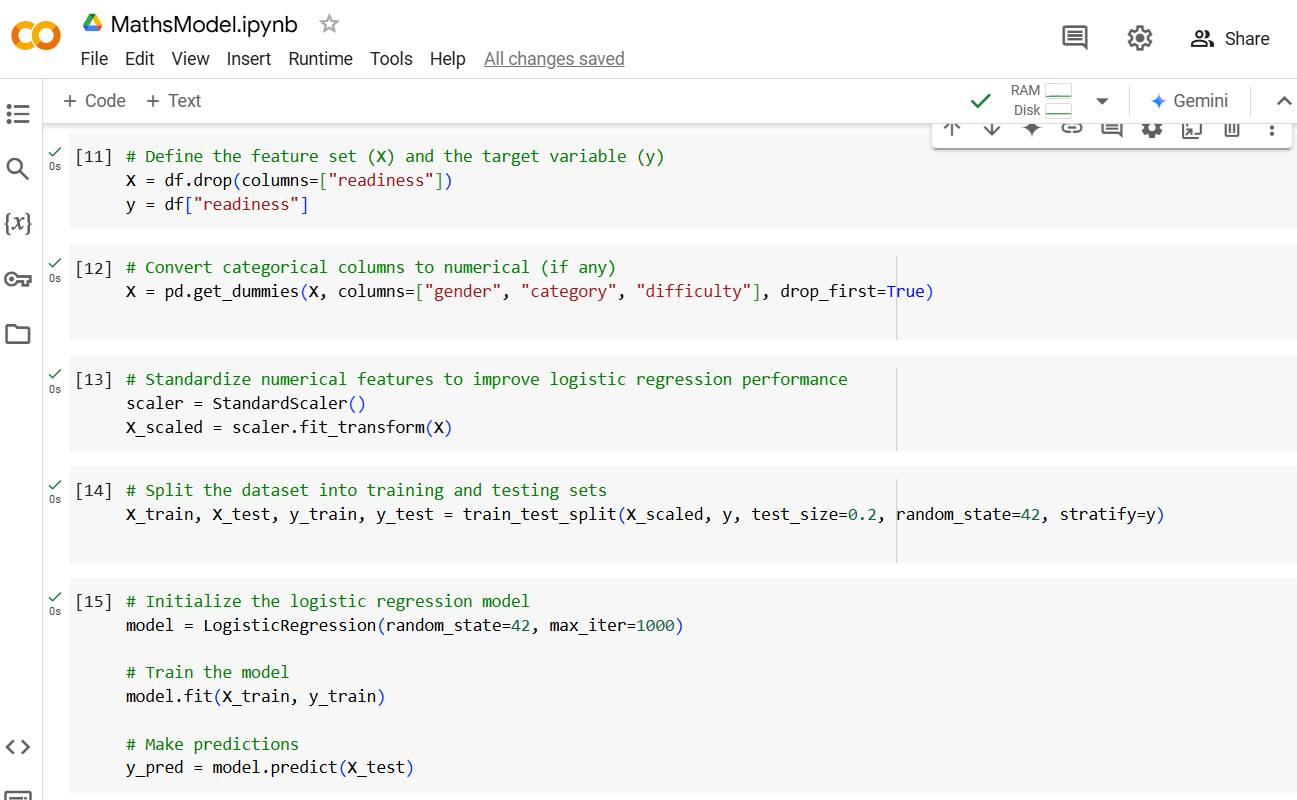 MathsModel.ipynb
File Edit View Insert Runtime Tools Help All changes saved
Share
+ Code + Text
RAM
Disk
Gemini
0s
[11] # Define the feature set (X) and the target variable (y)
X = df.drop(columns=["readiness"])
y = df["readiness"]
0s
[12] # Convert categorical columns to numerical (if any)
X = pd.get_dummies(X, columns=["gender", "category", "difficulty"], drop_first=True)
0s
[13] # Standardize numerical features to improve logistic regression performance
scaler = StandardScaler()
X_scaled = scaler.fit_transform(X)
0s
[14] # Split the dataset into training and testing sets
X_train, X_test, y_train, y_test = train_test_split(X_scaled, y, test_size=0.2, random_state=42, stratify=y)
0s
[15] # Initialize the logistic regression model
model = LogisticRegression(random_state=42, max_iter=1000)
# Train the model
model.fit(X_train, y_train)
# Make predictions
y_pred = model.predict(X_test)